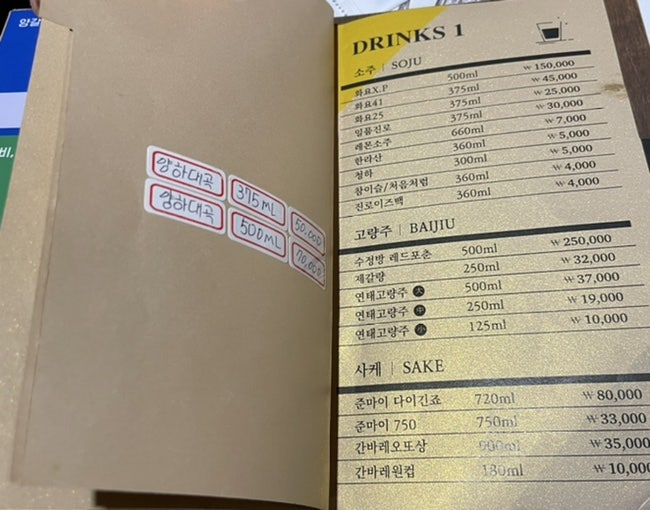 양갈
비,
양하대곡 375ML 50,000
양하대곡 500ML 70,000
DRINKS 1
소주 | SOJU
화요X.P 500ml ₩150,000
화요41 375ml ₩45,000
화요25 375ml ₩25,000
일품진로 375ml ₩30,000
레몬소주 660ml ₩7,000
한라산 360ml ₩5,000
청하 300ml ₩5,000
참이슬/처음처럼 360ml ₩4,000
진로이즈백 360ml ₩4,000
고량주 | BAIJIU
수정방 레드포춘 500ml ₩250,000
제갈량 250ml ₩32,000
연태고량주 大 500ml ₩37,000
연태고량주 中 250ml ₩19,000
연태고량주 小 125ml ₩10,000
사케 | SAKE
준마이 다이긴죠 720ml ₩80,000
준마이 750 750ml ₩33,000
간바레오또상 900ml ₩35,000
간바레원컵 180ml ₩10,000